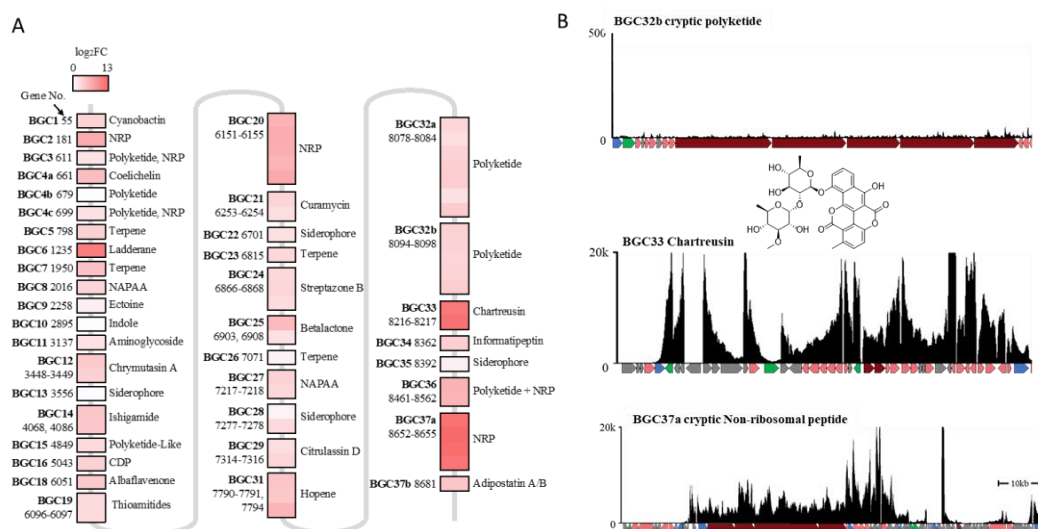 A
log2FC
0 13
Gene No.
BGC1 55 Cyanobactin
BGC2 181 NRP
BGC3 611 Polyketide, NRP
BGC4a 661 Coelichelin
BGC4b 679 Polyketide
BGC4c 699 Polyketide, NRP
BGC5 798 Terpene
BGC6 1235 Ladderane
BGC7 1950 Terpene
BGC8 2016 NAPAA
BGC9 2258 Ectoine
BGC10 2895 Indole
BGC11 3137 Aminoglycoside
BGC12
3448-3449 Chrymutasin A
BGC13 3556 Siderophore
BGC14
4068, 4086 Ishigamide
BGC15 4849 Polyketide-Like
BGC16 5043 CDP
BGC18 6051 Albaflavenone
BGC19
6096-6097 Thioamitides
BGC20
6151-6155
NRP
BGC21
6253-6254 Curamycin
BGC22 6701 Siderophore
BGC23 6815 Terpene
BGC24
6866-6868 Streptazone B
BGC25
6903, 6908 Betalactone
BGC26 7071 Terpene
BGC27
7217-7218 NAPAA
BGC28
7277-7278 Siderophore
BGC29
7314-7316 Citrulassin D
BGC31
7790-7791,
7794 Hopene
BGC32a
8078-8084
Polyketide
BGC32b
8094-8098
Polyketide
BGC33
8216-8217 Chartreusin
BGC34 8362 Informatipeptin
BGC35 8392 Siderophore
BGC36
8461-8562 Polyketide + NRP
BGC37a
8652-8655
NRP
BGC37b 8681 Adipostatin A/B
B
BGC32b cryptic polyketide
500
0
HO
O
O
OH
HO
O
O
O
O
HO
OH
O
O
O
O
BGC33 Chartreusin
20k
0
BGC37a cryptic Non-ribosomal peptide
20k
10kb
0